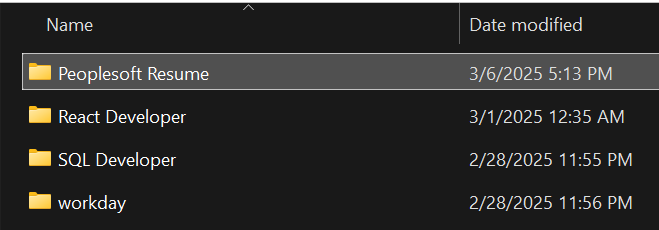 Name Date modified
Peoplesoft Resume 3/6/2025 5:13 PM
React Developer 3/1/2025 12:35 AM
SQL Developer 2/28/2025 11:55 PM
workday 2/28/2025 11:56 PM